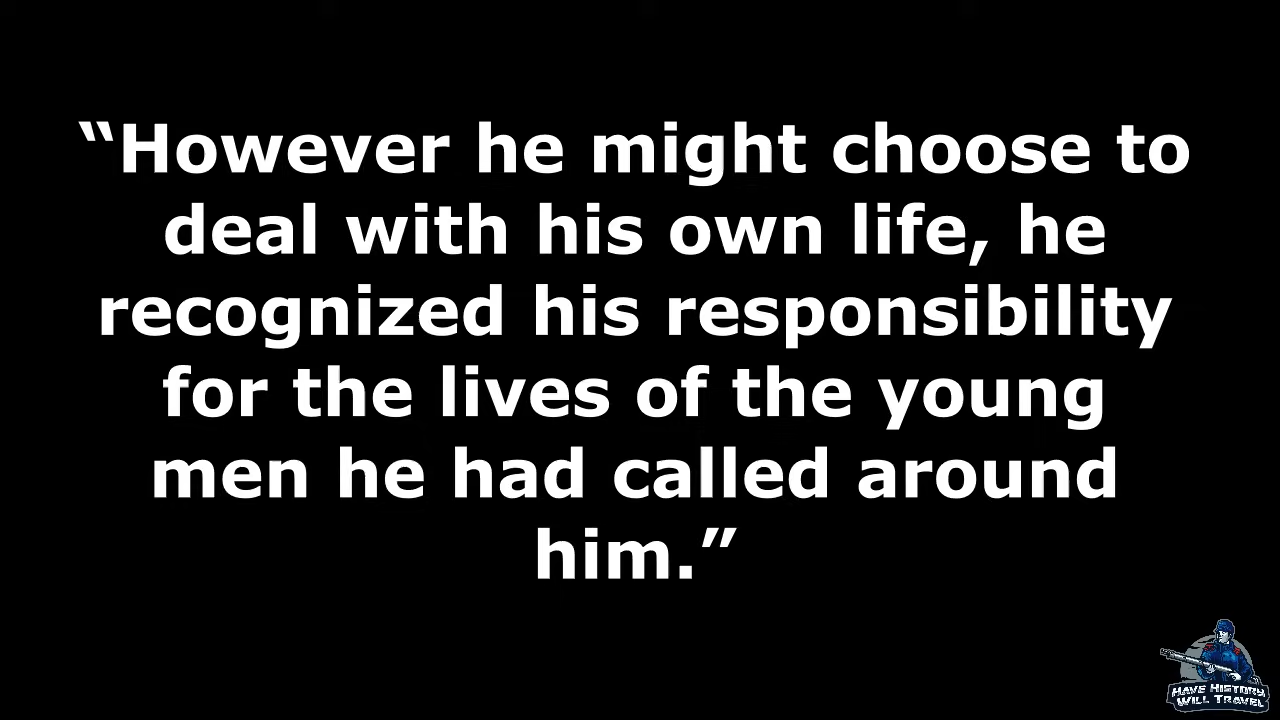 “However he might choose to
deal with his own life, he
recognized his responsibility
for the lives of the young
men he had called around
him.”
HAVE HISTORY
WILL TRAVEL